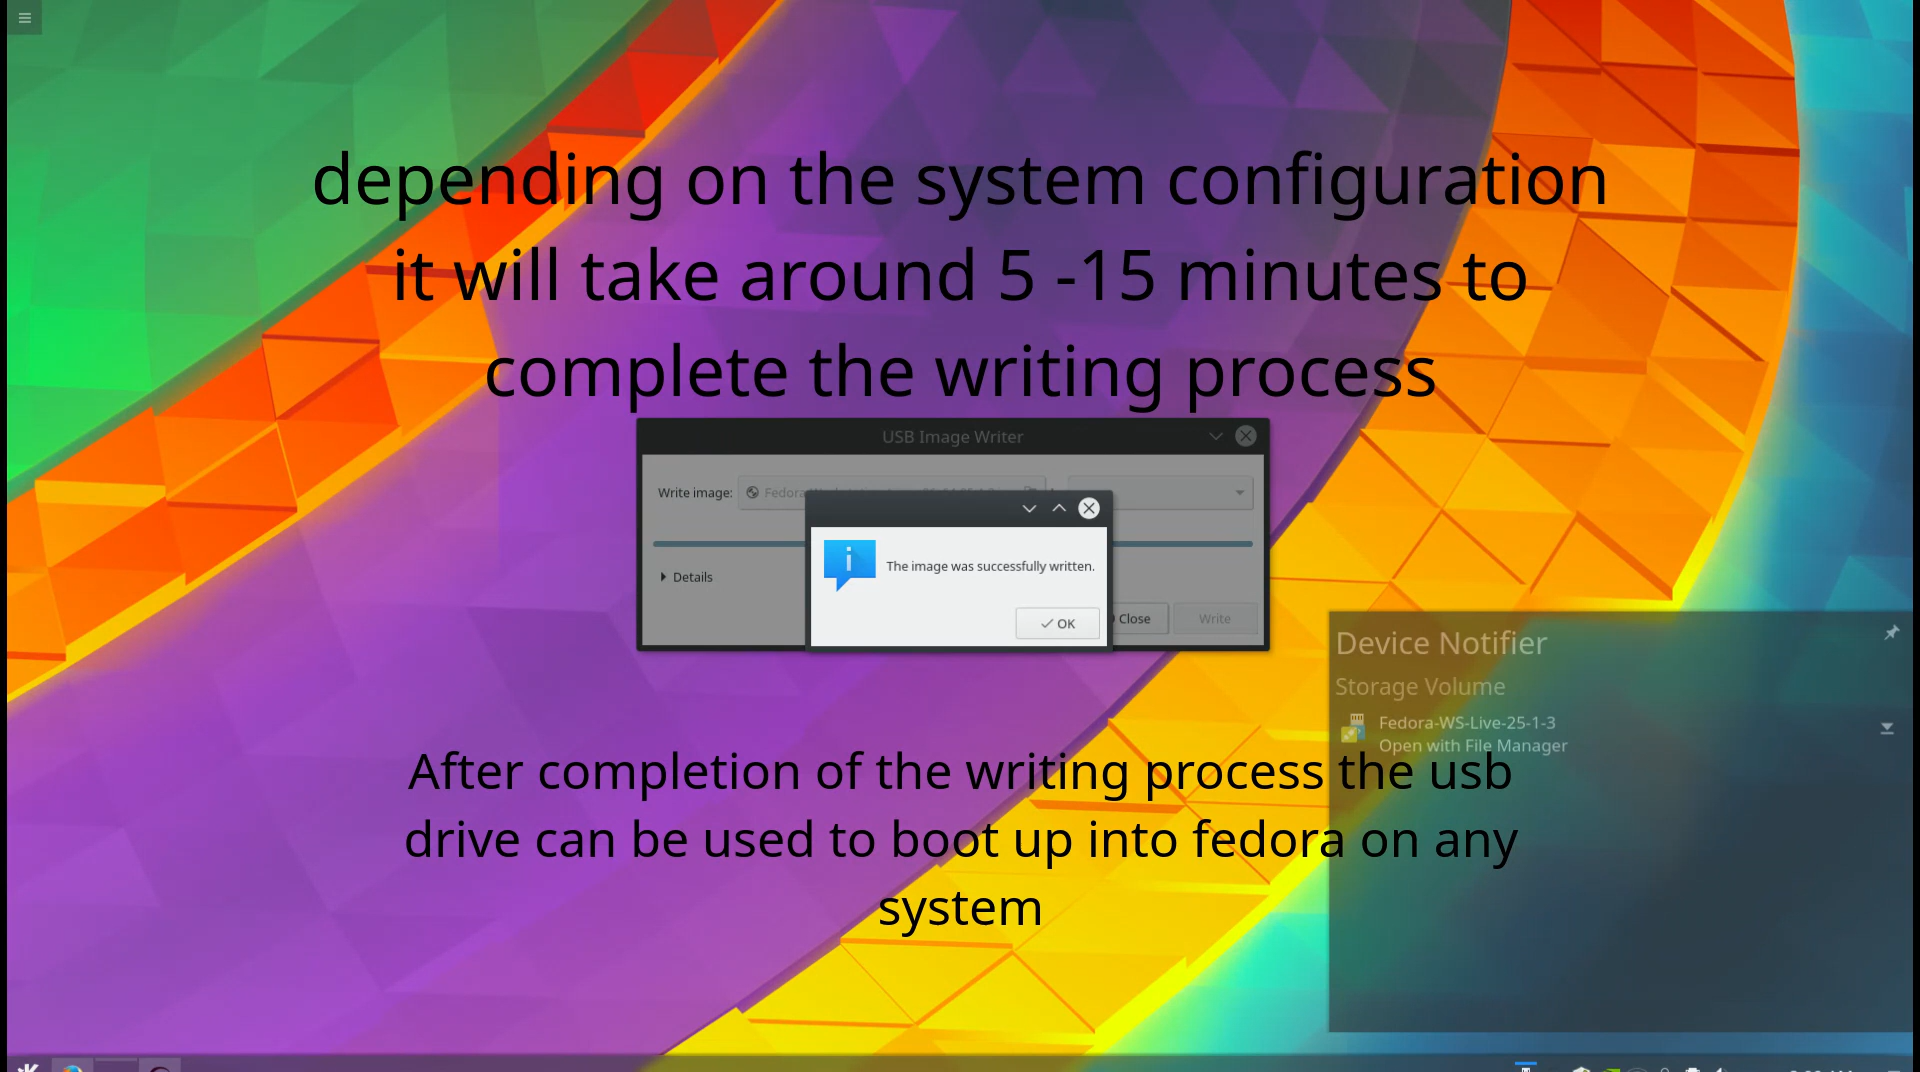 depending on the system configuration
it will take around 5 -15 minutes to
complete the writing process
USB Image Writer
Write image:
The image was successfully written.
Details
OK
Close
Write
Device Notifier
Storage Volume
Fedora-WS-Live-25-1-3
Open with File Manager
After completion of the writing process the usb
drive can be used to boot up into fedora on any
system